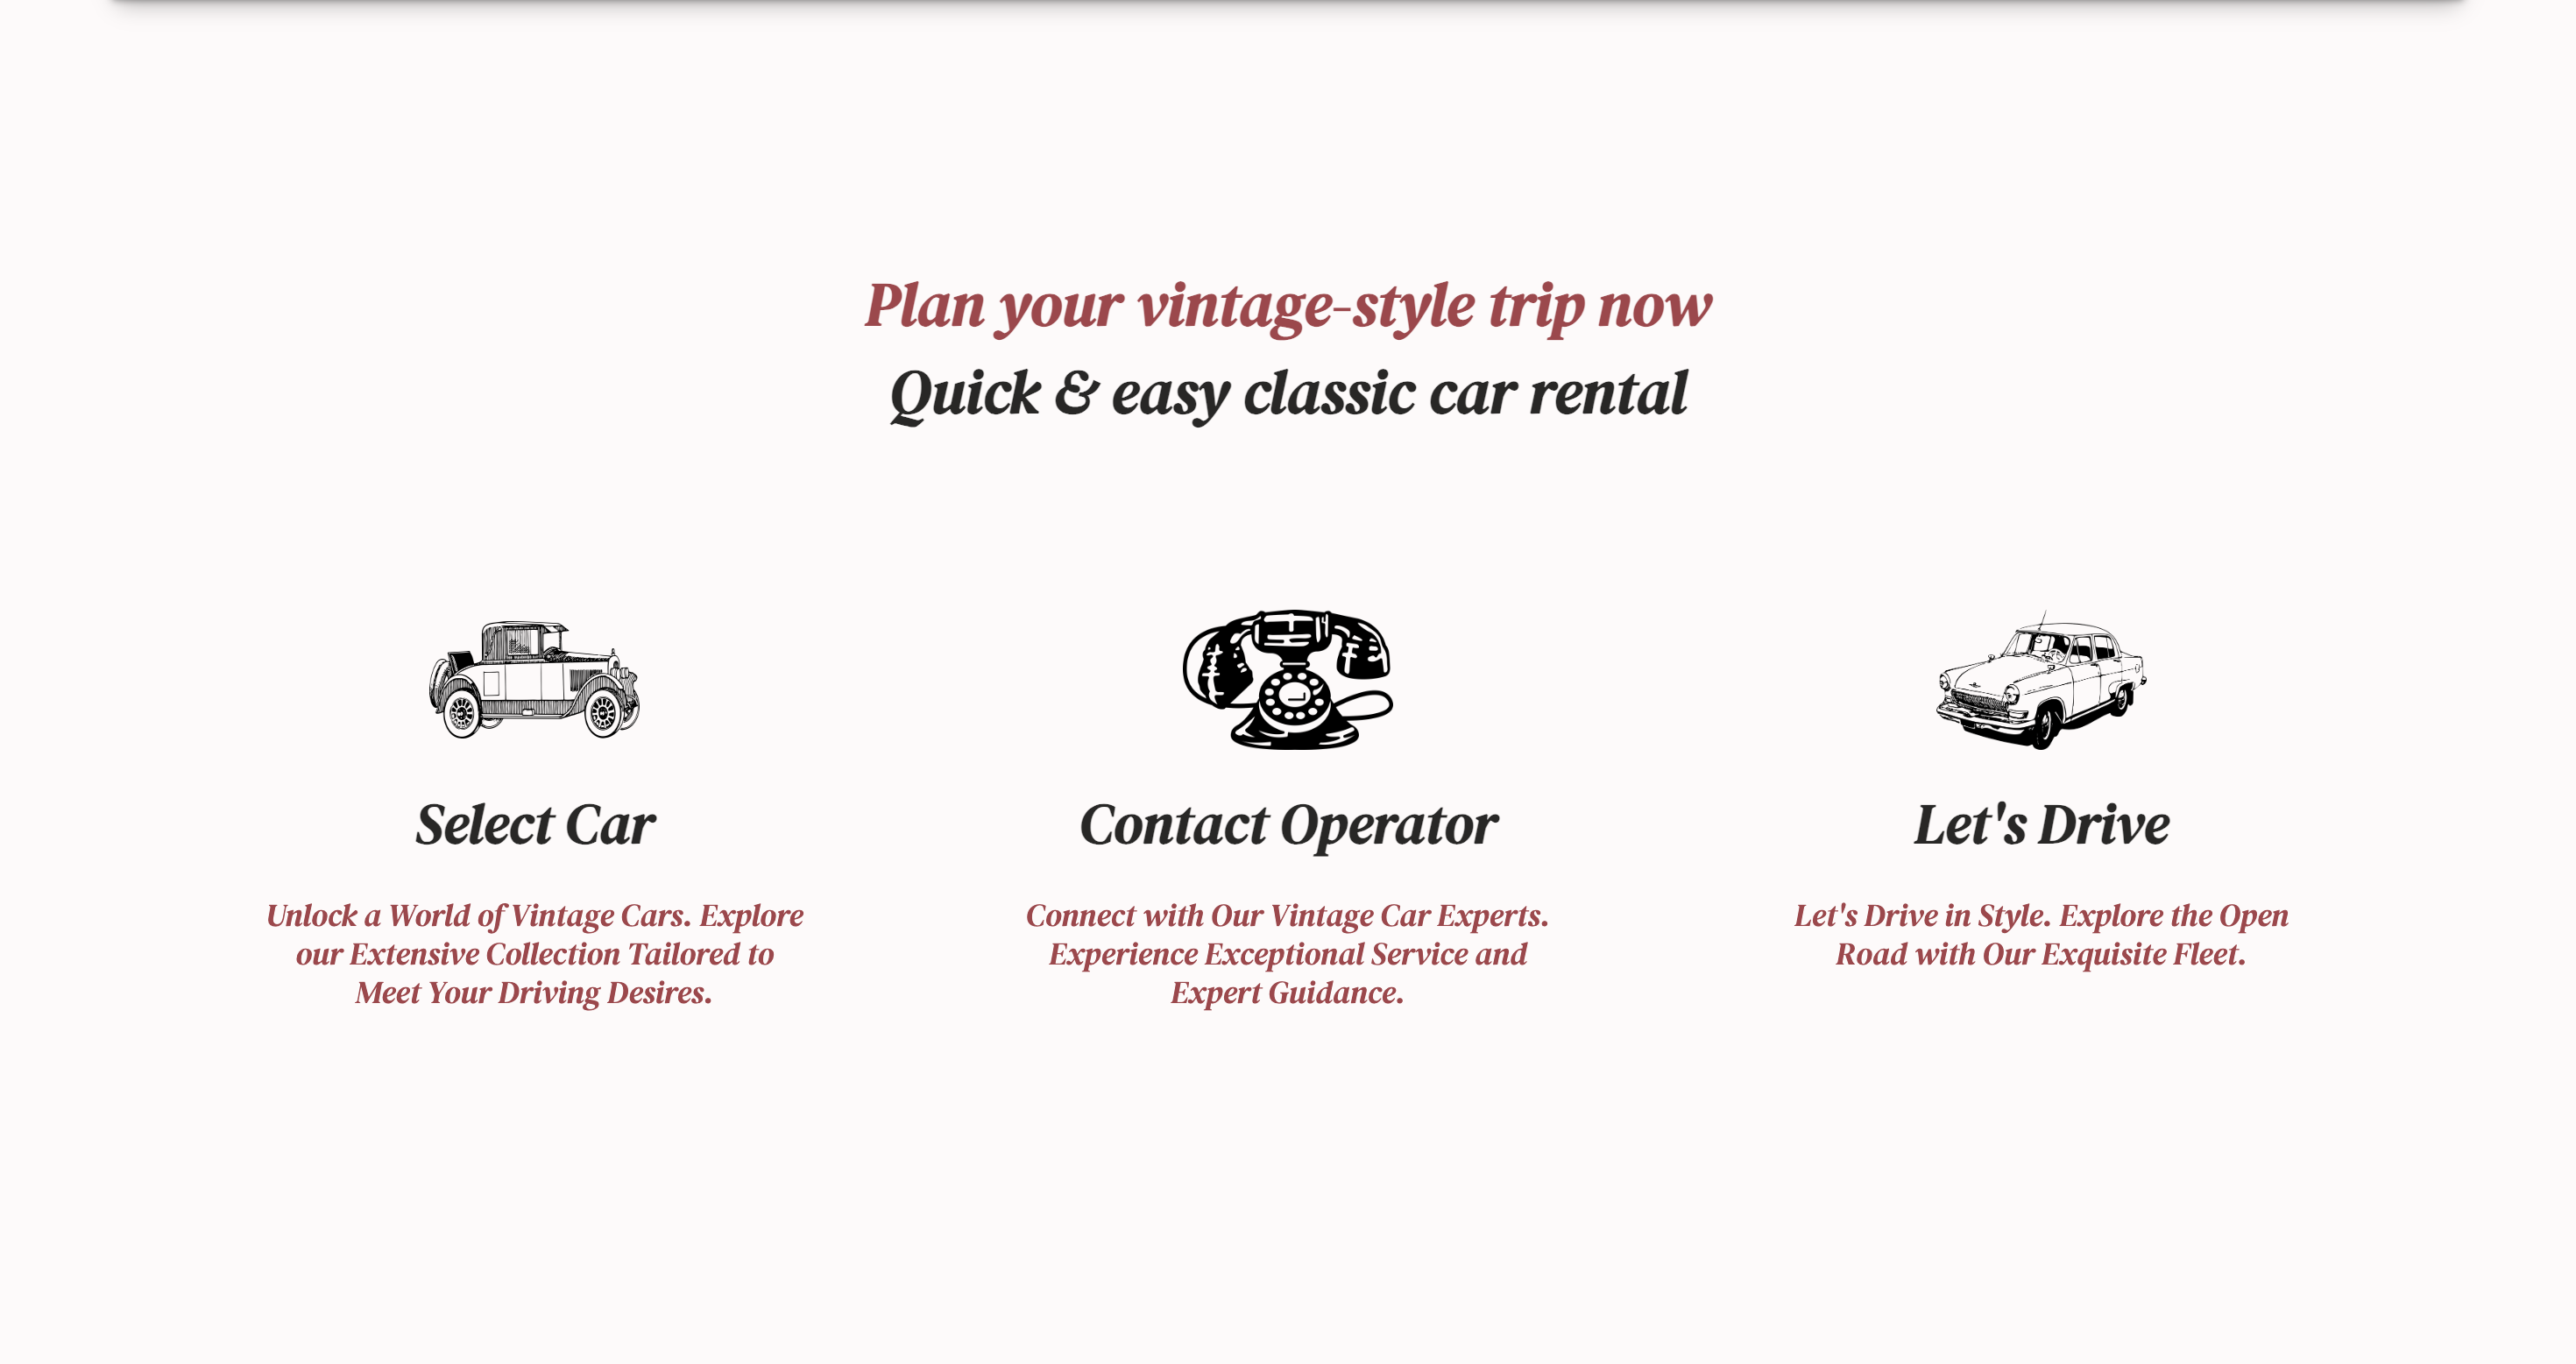 Plan your vintage-style trip now
Quick & easy classic car rental
Select Car
Unlock a World of Vintage Cars. Explore
our Extensive Collection Tailored to
Meet Your Driving Desires.
Contact Operator
Connect with Our Vintage Car Experts.
Experience Exceptional Service and
Expert Guidance.
Let's Drive
Let's Drive in Style. Explore the Open
Road with Our Exquisite Fleet.